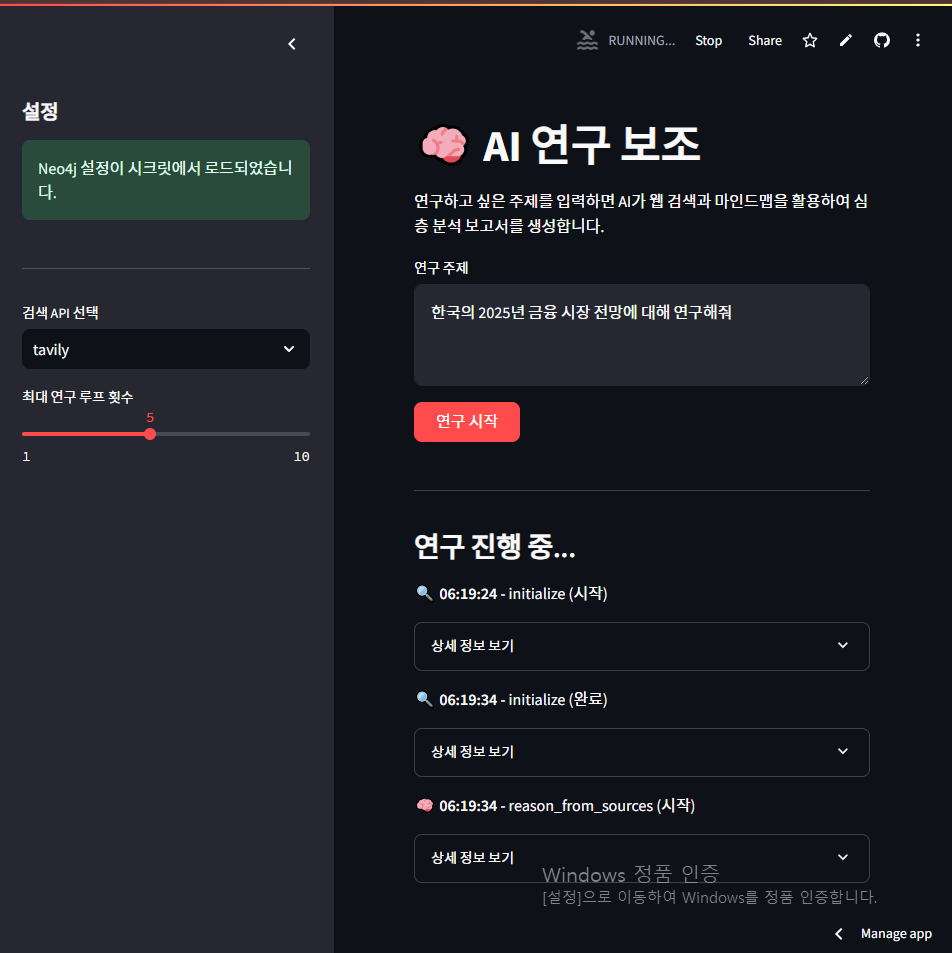 RUNNING...
Stop
Share
설정
Neo4j 설정이 시크릿에서 로드되었습니
다.
검색 API 선택
tavily
최대 연구 루프 횟수
5
1
10
AI 연구 보조
연구하고 싶은 주제를 입력하면 AI가 웹 검색과 마인드맵을 활용하여 심
층 분석 보고서를 생성합니다.
연구 주제
한국의 2025년 금융 시장 전망에 대해 연구해줘
연구 시작
연구 진행 중...
06:19:24 - initialize (시작)
상세 정보 보기
06:19:34 - initialize (완료)
상세 정보 보기
06:19:34 - reason_from_sources (시작)
상세 정보 보기
Windows 정품 인증
[설정]으로 이동하여 Windows를 정품 인증합니다.
Manage app